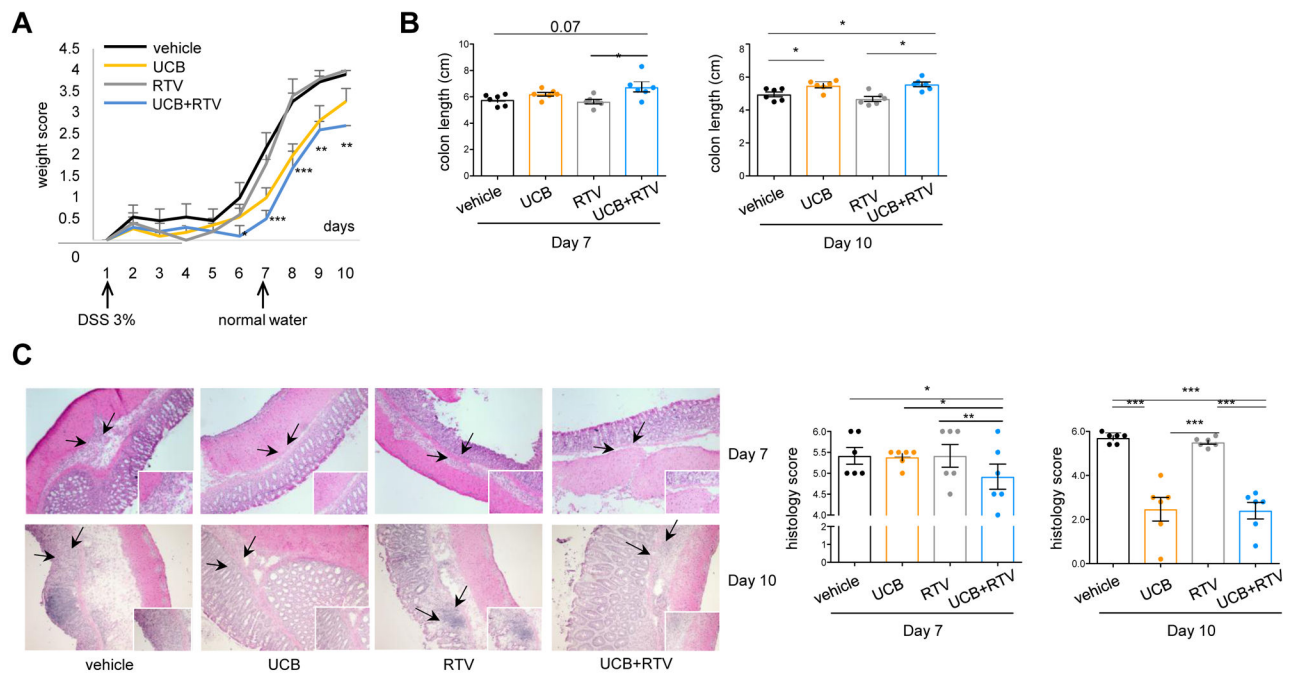 A
4.5
4
3.5
3
2.5
2
1.5
1
0.5
0
weight score
vehicle
UCB
RTV
UCB+RTV
*
***
***
**
**
days
1 2 3 4 5 6 7 8 9 10
DSS 3%
normal water
B
0.07
*
10
8
6
4
2
0
colon length (cm)
vehicle
UCB
RTV
UCB+RTV
Day 7
*
* *
10
8
6
4
2
0
colon length (cm)
vehicle
UCB
RTV
UCB+RTV
Day 10
C
Day 7
Day 10
vehicle UCB RTV UCB+RTV
*
*
**
6.0
5.5
5.0
4.5
4.0
2
1
0
histology score
vehicle
UCB
RTV
UCB+RTV
Day 7
***
*** ***
***
6.0
4.0
2.0
0.0
histology score
vehicle
UCB
RTV
UCB+RTV
Day 10